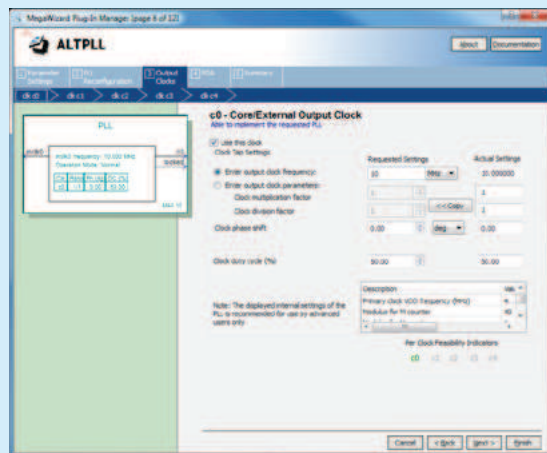 MegaWizard Plug-In Manager [page 6 of 12]
ALTPLL
About
Documentation
1 Parameter Settings
2 PLL Reconfiguration
3 Output Clocks
4 EDA
5 Summary
clk c0
clk c1
clk c2
clk c3
clk c4
PLL
inclk0
c0
locked
inclk0 frequency: 10.000 MHz
Operation Mode: Normal
Clk Ratio Ph (dg) DC (%)
c0 1/1 0.00 50.00
c0 - Core/External Output Clock
Able to implement the requested PLL
Use this clock
Clock Tap Settings
Requested Settings
Actual Settings
Enter output clock frequency:
10
MHz
10.000000
Enter output clock parameters:
Clock multiplication factor
1
<< Copy
1
Clock division factor
1
1
Clock phase shift
0.00
deg
0.00
Clock duty cycle (%)
50.00
50.00
Note: The displayed internal settings of the
PLL is recommended for use by advanced
users only
Description
Primary clock VCO frequency (MHz)
Modulus for M counter
Per Clock Feasibility Indicators
c0 c1 c2 c3 c4
Cancel
< Back
Next >
Finish